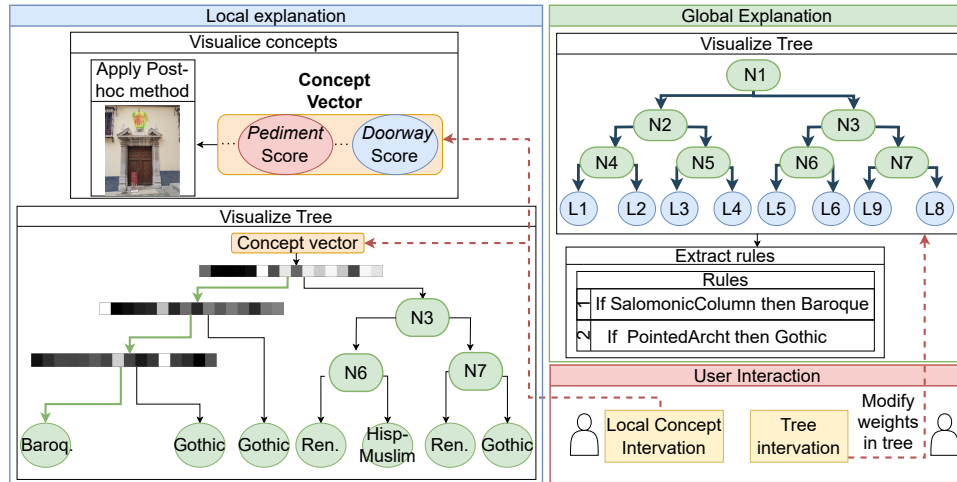 Local explanation
Visualice concepts
Apply Post-
hoc method
Concept
Vector
Pediment
Score
Doorway
Score
Visualize Tree
Concept vector
N3
N6
N7
Baroq.
Gothic
Gothic
Ren.
Hisp-
Muslim
Ren.
Gothic
Global Explanation
Visualize Tree
N1
N2
N3
N4
N5
N6
N7
L1
L2
L3
L4
L5
L6
L9
L8
Extract rules
Rules
1 If SalomonicColumn then Baroque
2 If PointedArcht then Gothic
User Interaction
Local Concept
Intervation
Tree
intervation
Modify
weights
in tree